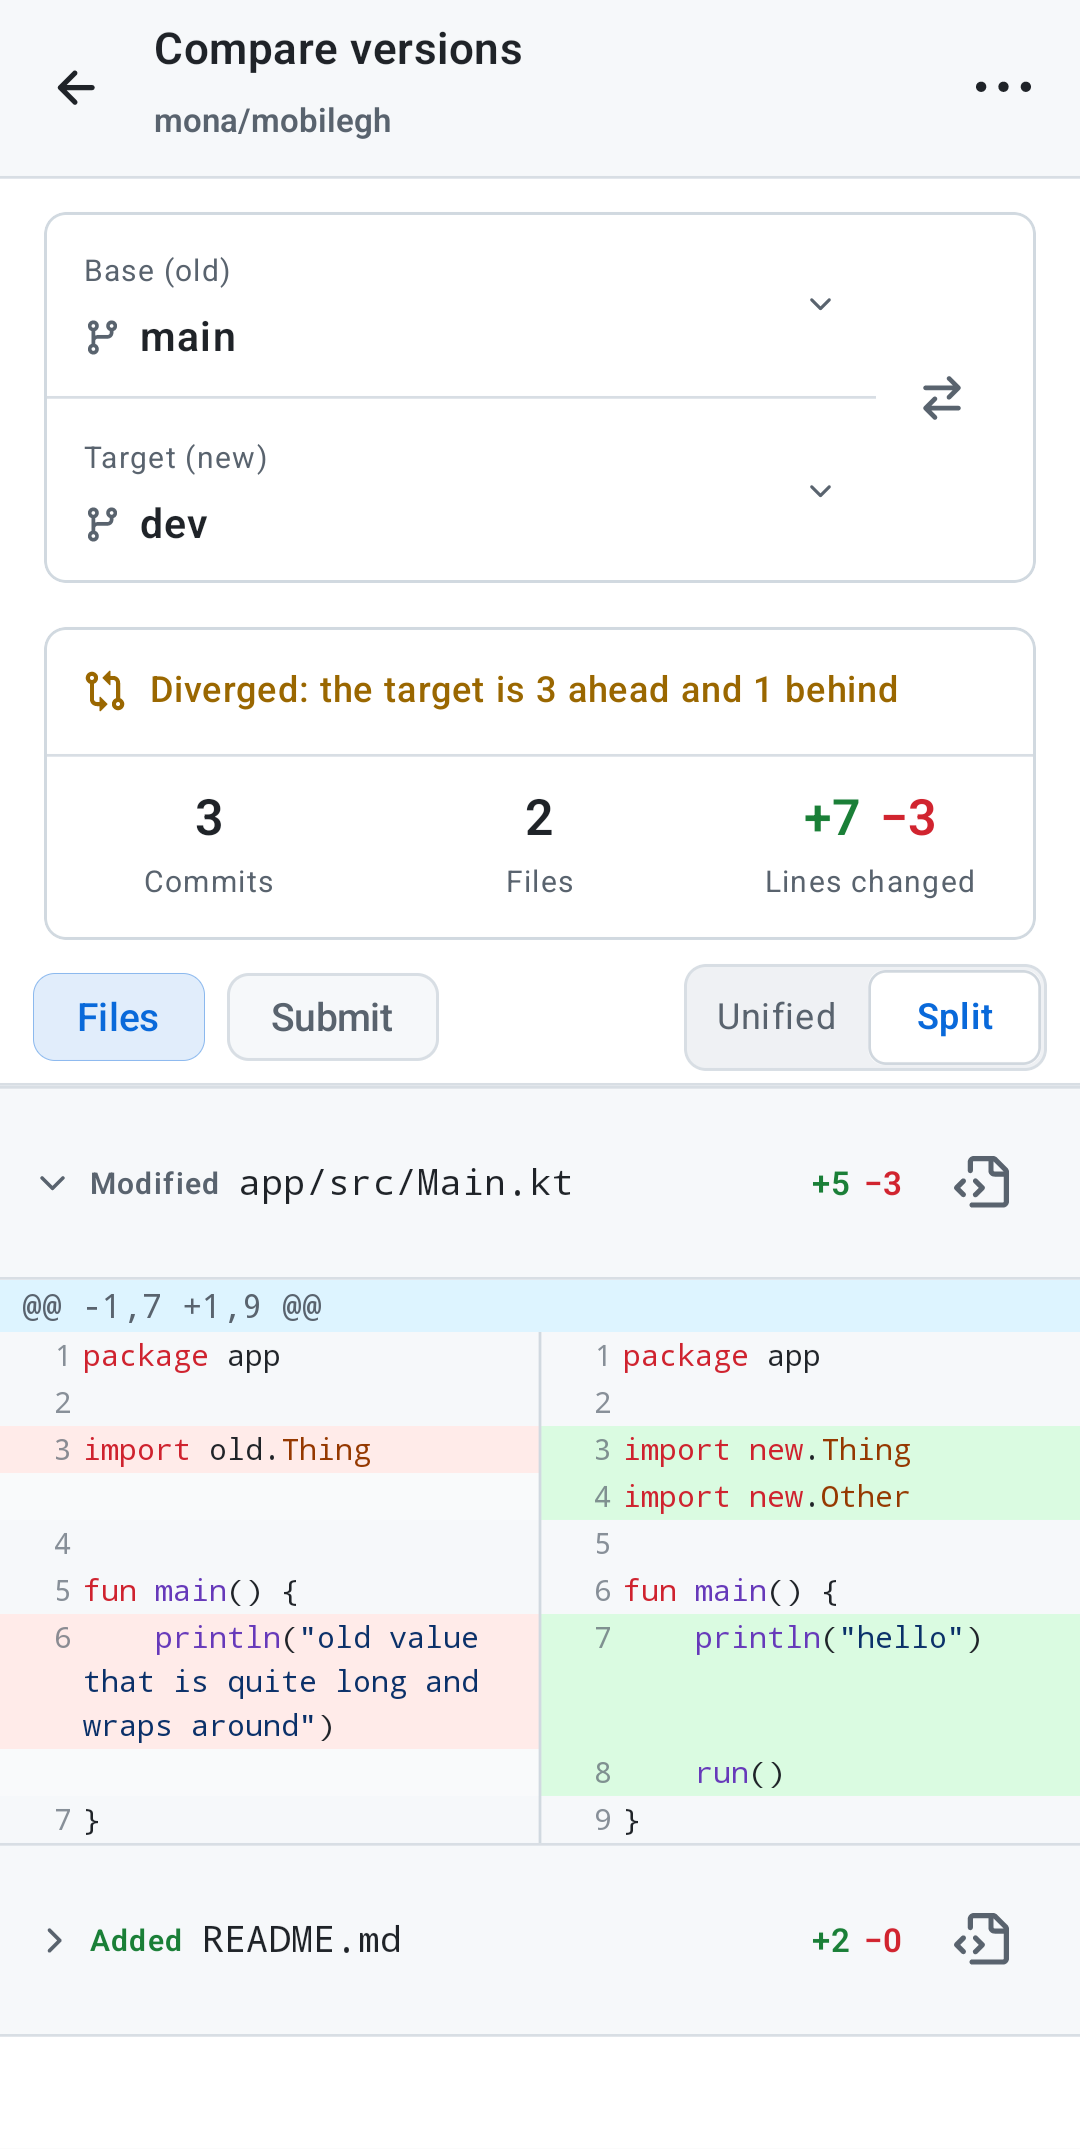 Compare versions
mona/mobilegh
Base (old)
main
Target (new)
dev
Diverged: the target is 3 ahead and 1 behind
3 2 +7 −3
Commits Files Lines changed
Files Submit Unified Split
Modified app/src/Main.kt +5 −3
@@ -1,7 +1,9 @@
1 package app
2
3 import old.Thing
4
5 fun main() {
6     println("old value
that is quite long and
wraps around")
7 }
1 package app
2
3 import new.Thing
4 import new.Other
5
6 fun main() {
7     println("hello")
8     run()
9 }
Added README.md +2 −0